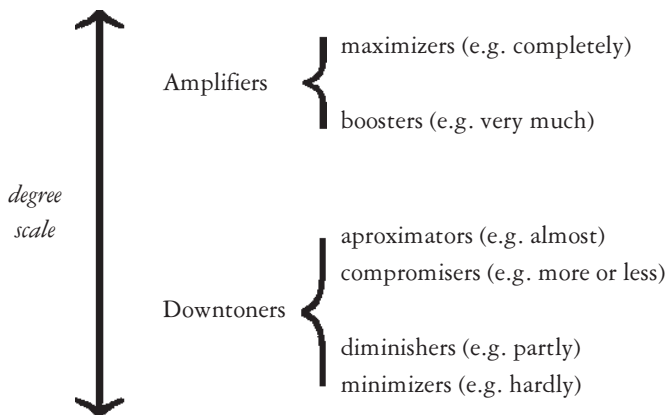 maximizers (e.g. completely)
Amplifiers
boosters (e.g. very much)
degree
scale
aproximators (e.g. almost)
compromisers (e.g. more or less)
Downtoners
diminishers (e.g. partly)
minimizers (e.g. hardly)